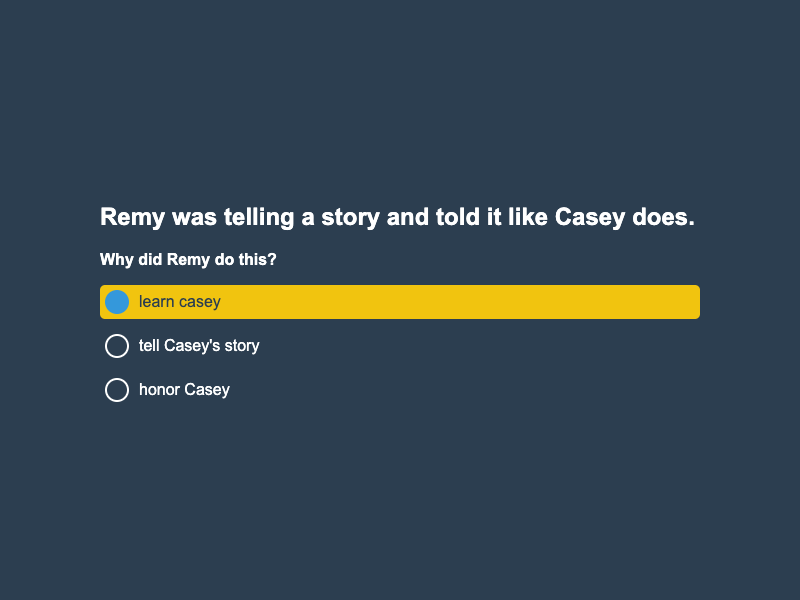 Remy was telling a story and told it like Casey does.
Why did Remy do this?
learn casey
tell Casey's story
honor Casey